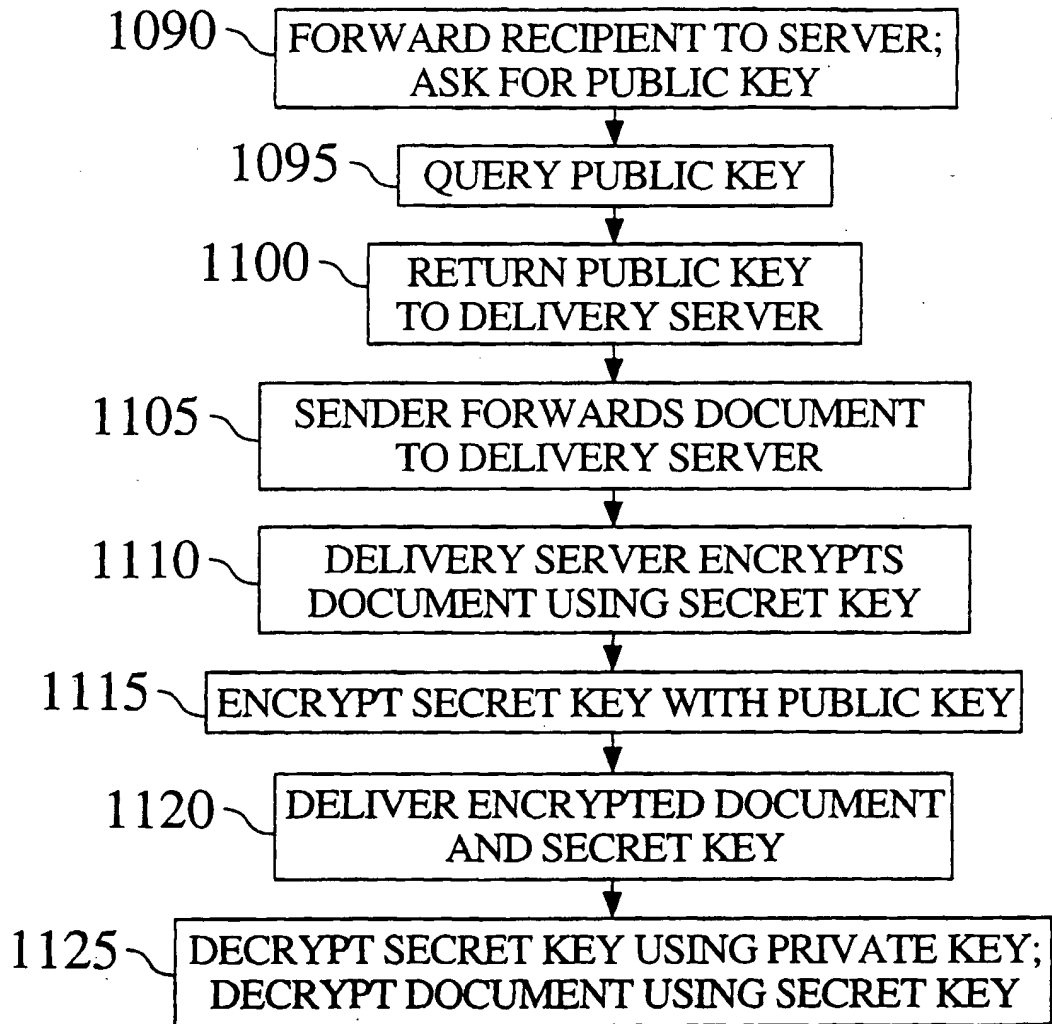 1090
FORWARD RECIPIENT TO SERVER;
ASK FOR PUBLIC KEY
1095
QUERY PUBLIC KEY
1100
RETURN PUBLIC KEY
TO DELIVERY SERVER
1105
SENDER FORWARDS DOCUMENT
TO DELIVERY SERVER
1110
DELIVERY SERVER ENCRYPTS
DOCUMENT USING SECRET KEY
1115
ENCRYPT SECRET KEY WITH PUBLIC KEY
1120
DELIVER ENCRYPTED DOCUMENT
AND SECRET KEY
1125
DECRYPT SECRET KEY USING PRIVATE KEY;
DECRYPT DOCUMENT USING SECRET KEY